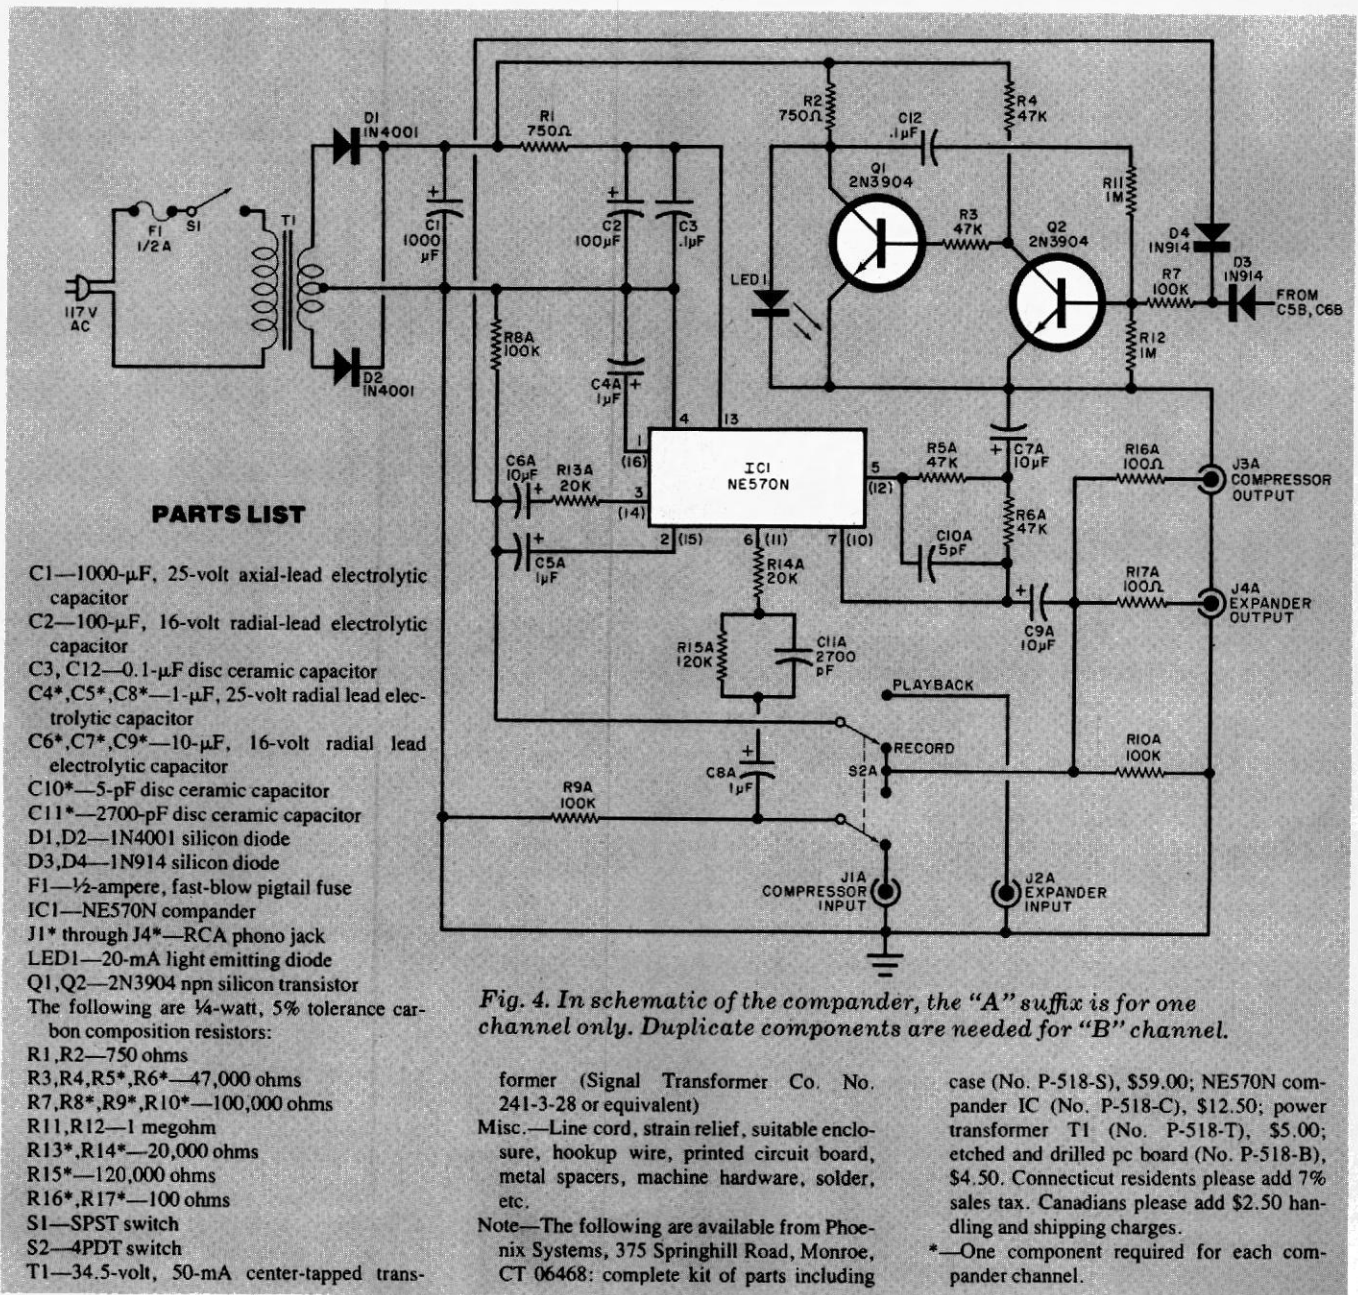 D1
1N4001
R1
750Ω
R2
750Ω
C12
.1µF
R4
47K
Q1
2N3904
R11
1M
R3
47K
Q2
2N3904
D4
1N914
D3
1N914
R7
100K
FROM
C5B, C6B
F1
1/2 A
S1
T1
117V
AC
+
C1
1000
µF
+
C2
100µF
C3
.1µF
LED1
R12
1M
R8A
100K
D2
1N4001
C4A
1µF
+
4
13
1
(16)
IC1
NE570N
5
(12)
R5A
47K
+
C7A
10µF
R16A
100Ω
J3A
COMPRESSOR
OUTPUT
C6A
10µF
+
R13A
20K
3
(14)
2
(15)
6
(11)
7
(10)
R6A
47K
C10A
5pF
+
C5A
1µF
R14A
20K
R17A
100Ω
J4A
EXPANDER
OUTPUT
+
C9A
10µF
R15A
120K
C11A
2700
pF
PLAYBACK
RECORD
S2A
R10A
100K
+
C8A
1µF
R9A
100K
J1A
COMPRESSOR
INPUT
J2A
EXPANDER
INPUT
PARTS LIST
C1—1000-µF, 25-volt axial-lead electrolytic
capacitor
C2—100-µF, 16-volt radial-lead electrolytic
capacitor
C3, C12—0.1-µF disc ceramic capacitor
C4*,C5*,C8*—1-µF, 25-volt radial lead elec-
trolytic capacitor
C6*,C7*,C9*—10-µF, 16-volt radial lead
electrolytic capacitor
C10*—5-pF disc ceramic capacitor
C11*—2700-pF disc ceramic capacitor
D1,D2—1N4001 silicon diode
D3,D4—1N914 silicon diode
F1—½-ampere, fast-blow pigtail fuse
IC1—NE570N compander
J1* through J4*—RCA phono jack
LED1—20-mA light emitting diode
Q1,Q2—2N3904 npn silicon transistor
The following are ¼-watt, 5% tolerance car-
bon composition resistors:
R1,R2—750 ohms
R3,R4,R5*,R6*—47,000 ohms
R7,R8*,R9*,R10*—100,000 ohms
R11,R12—1 megohm
R13*,R14*—20,000 ohms
R15*—120,000 ohms
R16*,R17*—100 ohms
S1—SPST switch
S2—4PDT switch
T1—34.5-volt, 50-mA center-tapped trans-
Fig. 4. In schematic of the compander, the “A” suffix is for one
channel only. Duplicate components are needed for “B” channel.
former (Signal Transformer Co. No.
241-3-28 or equivalent)
Misc.—Line cord, strain relief, suitable enclo-
sure, hookup wire, printed circuit board,
metal spacers, machine hardware, solder,
etc.
Note—The following are available from Phoe-
nix Systems, 375 Springhill Road, Monroe,
CT 06468: complete kit of parts including
case (No. P-518-S), $59.00; NE570N com-
pander IC (No. P-518-C), $12.50; power
transformer T1 (No. P-518-T), $5.00;
etched and drilled pc board (No. P-518-B),
$4.50. Connecticut residents please add 7%
sales tax. Canadians please add $2.50 han-
dling and shipping charges.
*—One component required for each com-
pander channel.